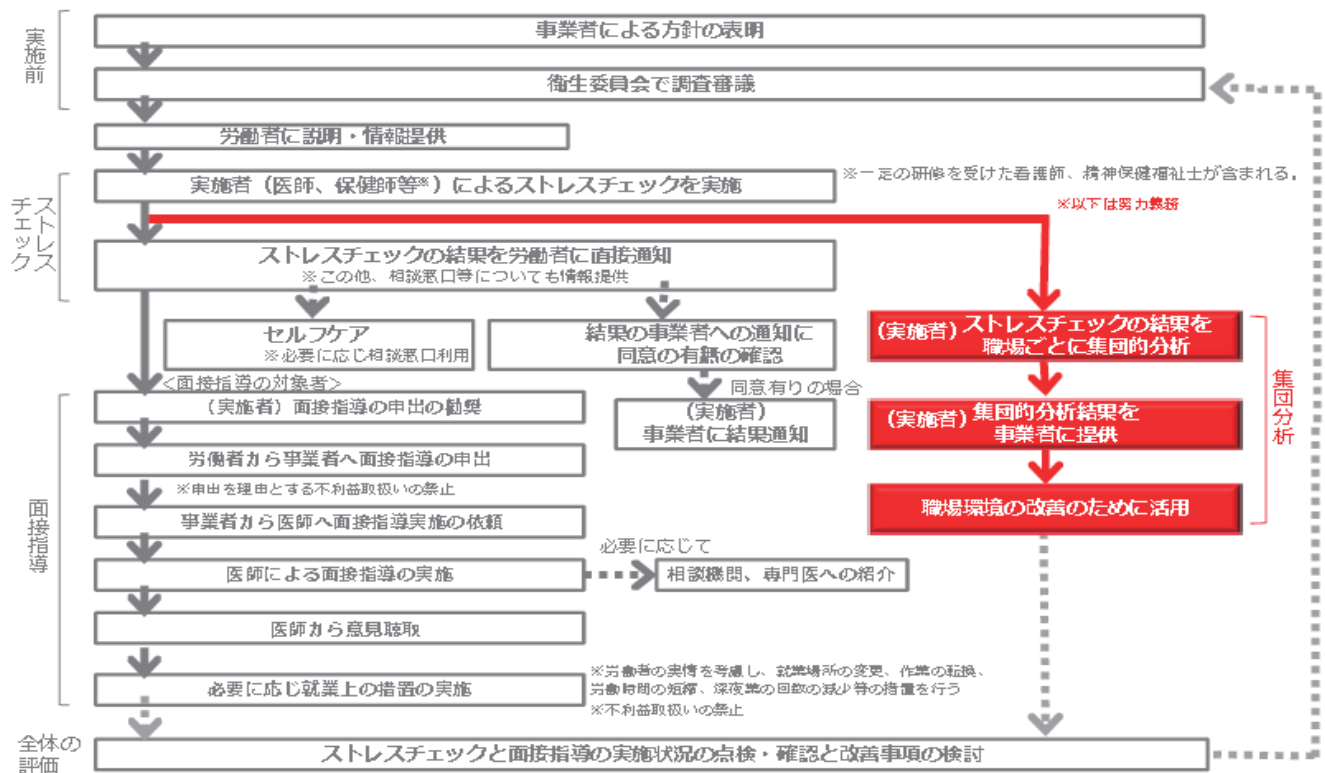 実施前
事業者による方針の表明
衛生委員会で調査審議
労働者に説明・情報提供
ストレス
チェック
実施者（医師、保健師等※）によるストレスチェックを実施
※一定の研修を受けた看護師、精神保健福祉士が含まれる。
※以下は努力義務
ストレスチェックの結果を労働者に直接通知
※この他、相談窓口等についても情報提供
セルフケア
※必要に応じ相談窓口利用
結果の事業者への通知に
同意の有無の確認
同意有りの場合
（実施者）
事業者に結果通知
（実施者）ストレスチェックの結果を
職場ごとに集団的分析
（実施者）集団的分析結果を
事業者に提供
職場環境の改善のために活用
集団分析
面接指導
＜面接指導の対象者＞
（実施者）面接指導の申出の勧奨
労働者から事業者へ面接指導の申出
※申出を理由とする不利益取扱いの禁止
事業者から医師へ面接指導実施の依頼
医師による面接指導の実施
必要に応じて
相談機関、専門医への紹介
医師から意見聴取
必要に応じ就業上の措置の実施
※労働者の実情を考慮し、就業場所の変更、作業の転換、
労働時間の短縮、深夜業の回数の減少等の措置を行う
※不利益取扱いの禁止
全体の
評価
ストレスチェックと面接指導の実施状況の点検・確認と改善事項の検討